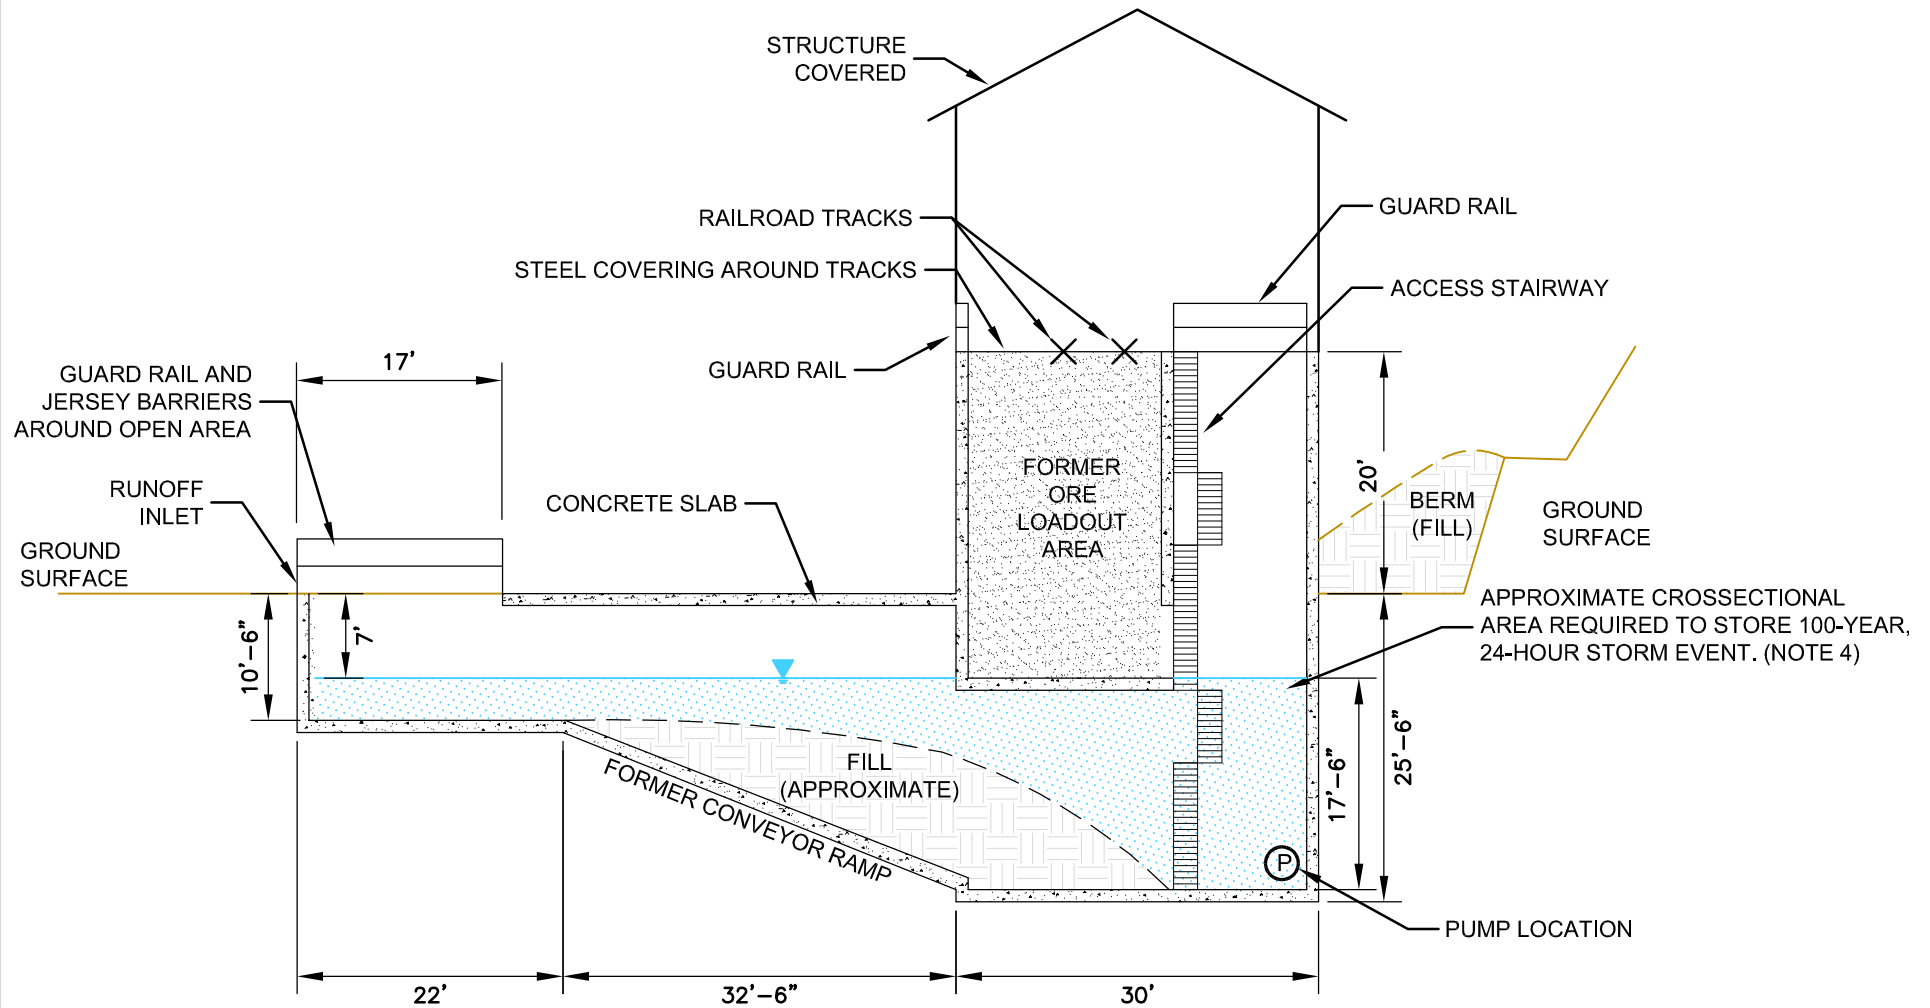 STRUCTURE
COVERED
RAILROAD TRACKS
GUARD RAIL
STEEL COVERING AROUND TRACKS
ACCESS STAIRWAY
17’
GUARD RAIL
GUARD RAIL AND
JERSEY BARRIERS
AROUND OPEN AREA
20’
FORMER
ORE
LOADOUT
AREA
RUNOFF
INLET
CONCRETE SLAB
BERM
(FILL)
GROUND
SURFACE
GROUND
SURFACE
APPROXIMATE CROSSECTIONAL
AREA REQUIRED TO STORE 100-YEAR,
24-HOUR STORM EVENT. (NOTE 4)
10’-6”
7’
FILL
(APPROXIMATE)
FORMER CONVEYOR RAMP
17’-6”
25’-6”
P
PUMP LOCATION
22’
32’-6”
30’